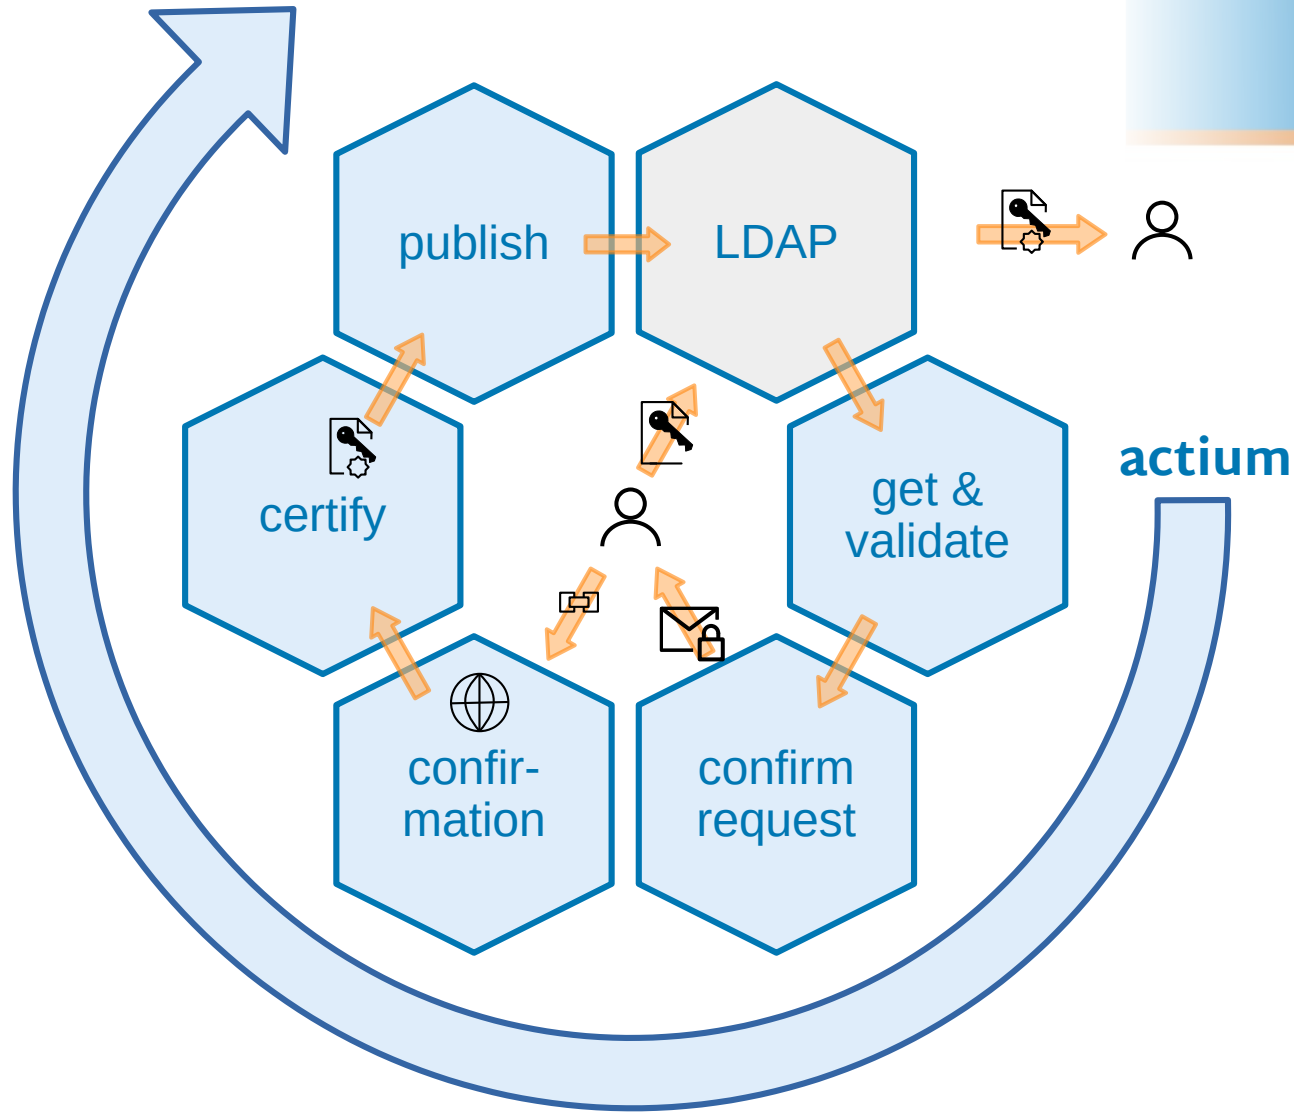 publish
LDAP
actium
get &
validate
certify
confir-
mation
confirm
request